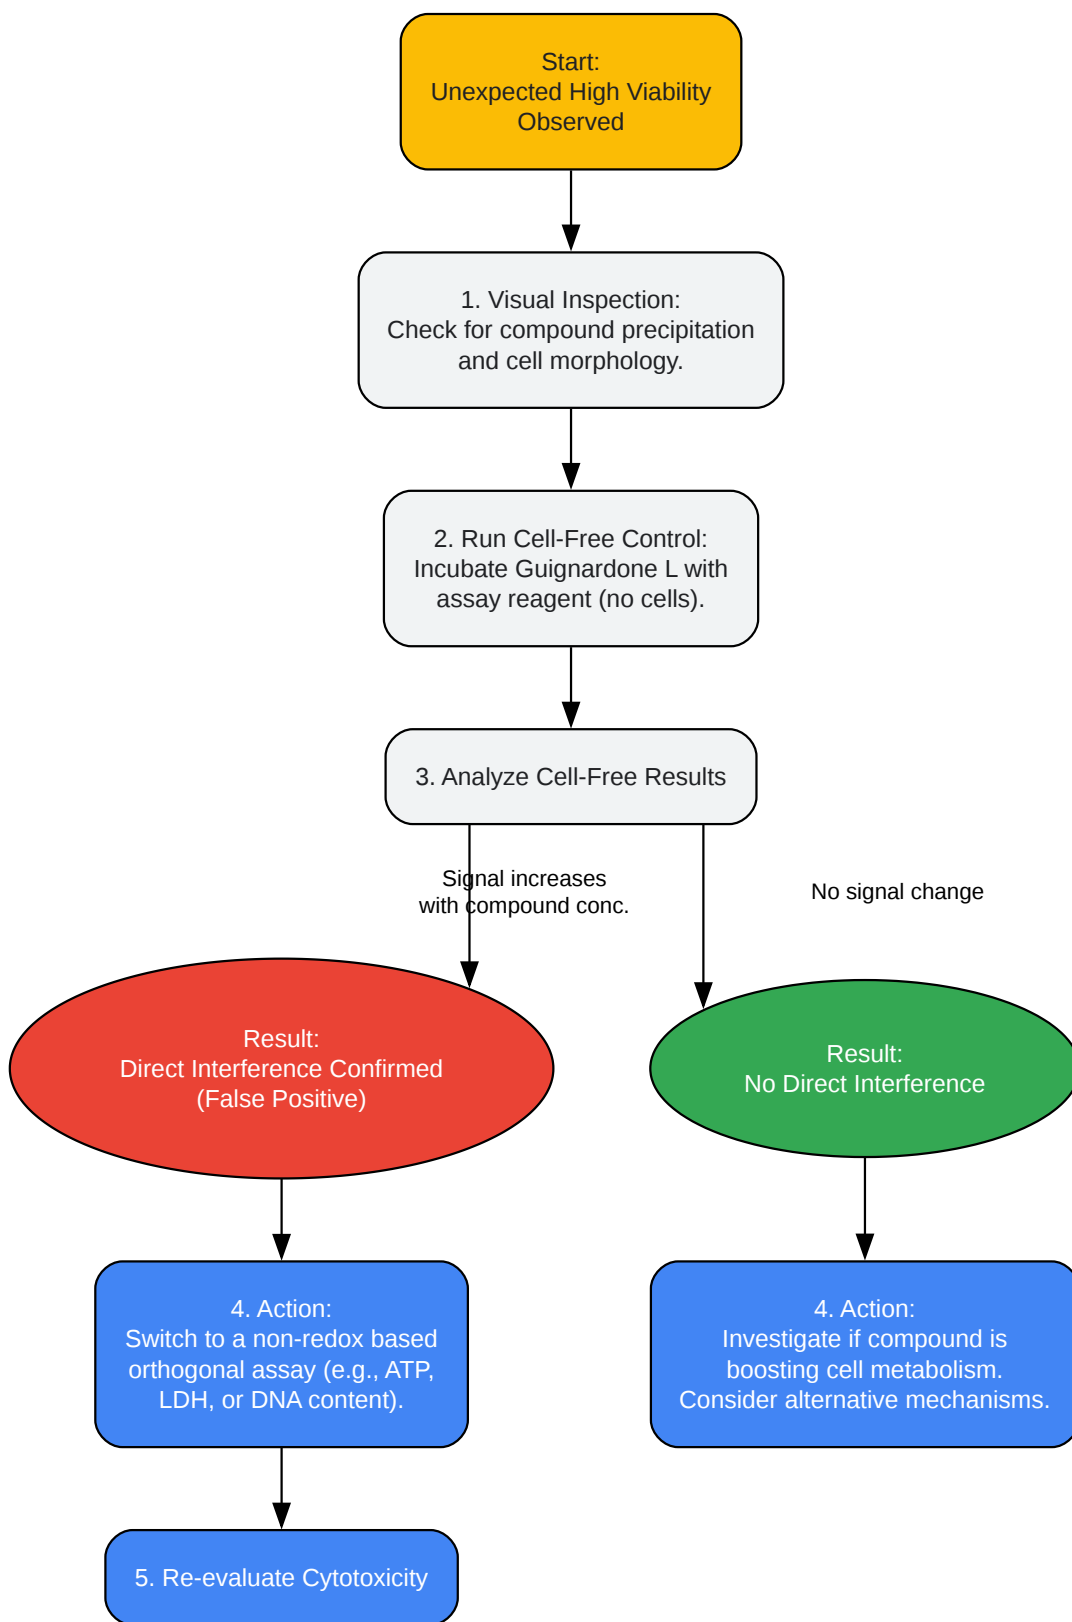 Start:
Unexpected High Viability
Observed
1. Visual Inspection:
Check for compound precipitation
and cell morphology.
2. Run Cell-Free Control:
Incubate Guignardone L with
assay reagent (no cells).
3. Analyze Cell-Free Results
Signal increases
with compound conc.
No signal change
Result:
Direct Interference Confirmed
(False Positive)
Result:
No Direct Interference
4. Action:
Switch to a non-redox based
orthogonal assay (e.g., ATP,
LDH, or DNA content).
4. Action:
Investigate if compound is
boosting cell metabolism.
Consider alternative mechanisms.
5. Re-evaluate Cytotoxicity